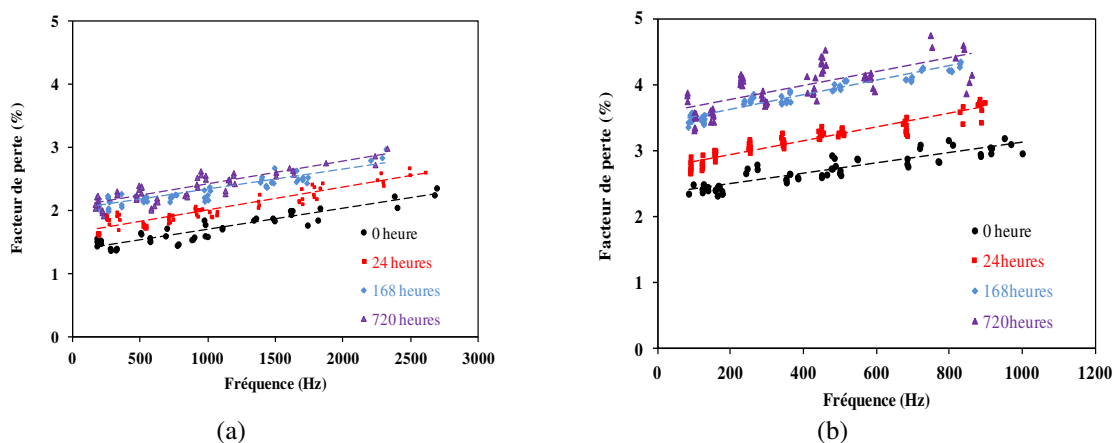 5
4
3
2
1
0
Facteur de perte (%)
0 heure
24 heures
168 heures
720 heures
0 500 1000 1500 2000 2500 3000
Fréquence (Hz)
(a)
5
4
3
2
1
0
Facteur de perte (%)
0 heure
24heures
168heures
720heures
0 200 400 600 800 1000 1200
Fréquence (Hz)
(b)